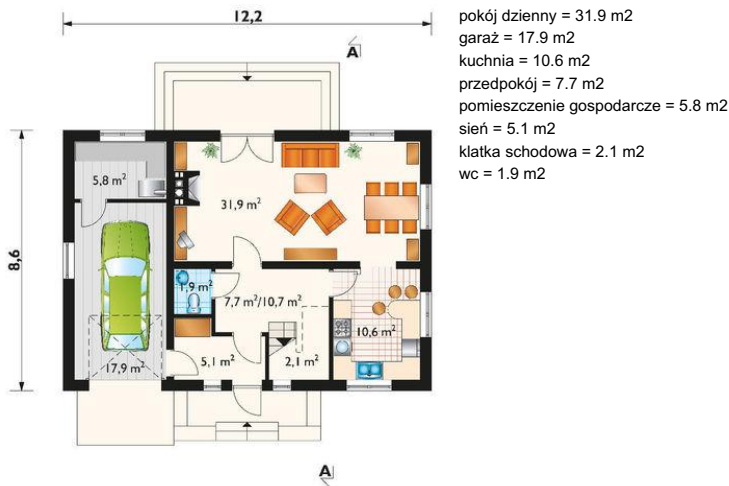 12,2
A
8,6
5,8 m²
31,9 m²
1,9 m²
7,7 m²/10,7 m²
10,6 m²
5,1 m²
2,1 m²
17,9 m²
A
pokój dzienny = 31.9 m2
garaż = 17.9 m2
kuchnia = 10.6 m2
przedpokój = 7.7 m2
pomieszczenie gospodarcze = 5.8 m2
sień = 5.1 m2
klatka schodowa = 2.1 m2
wc = 1.9 m2